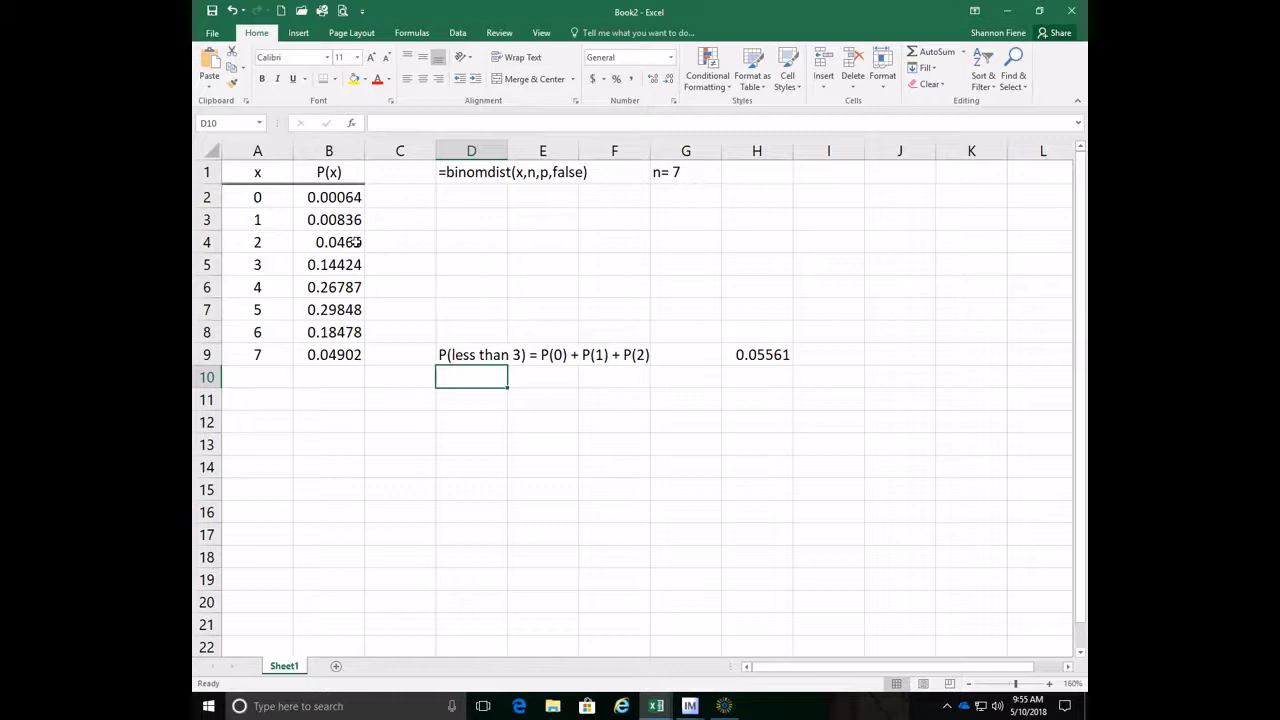 Book2 - Excel
File Home Insert Page Layout Formulas Data Review View Tell me what you want to do... Shannon Fiene Share
Calibri 11 Wrap Text General AutoSum
Paste B I U Merge & Center $ % Conditional Formatting Format as Table Cell Styles Insert Delete Format Fill Clear Sort & Filter Find & Select
Clipboard Font Alignment Number Styles Cells Editing
D10 fx
A B C D E F G H I J K L
1 x P(x) =binomdist(x,n,p,false) n= 7
2 0 0.00064
3 1 0.00836
4 2 0.0465
5 3 0.14424
6 4 0.26787
7 5 0.29848
8 6 0.18478
9 7 0.04902 P(less than 3) = P(0) + P(1) + P(2) 0.05561
10
11
12
13
14
15
16
17
18
19
20
21
22
Sheet1
Ready 160%
Type here to search 9:55 AM
5/10/2018